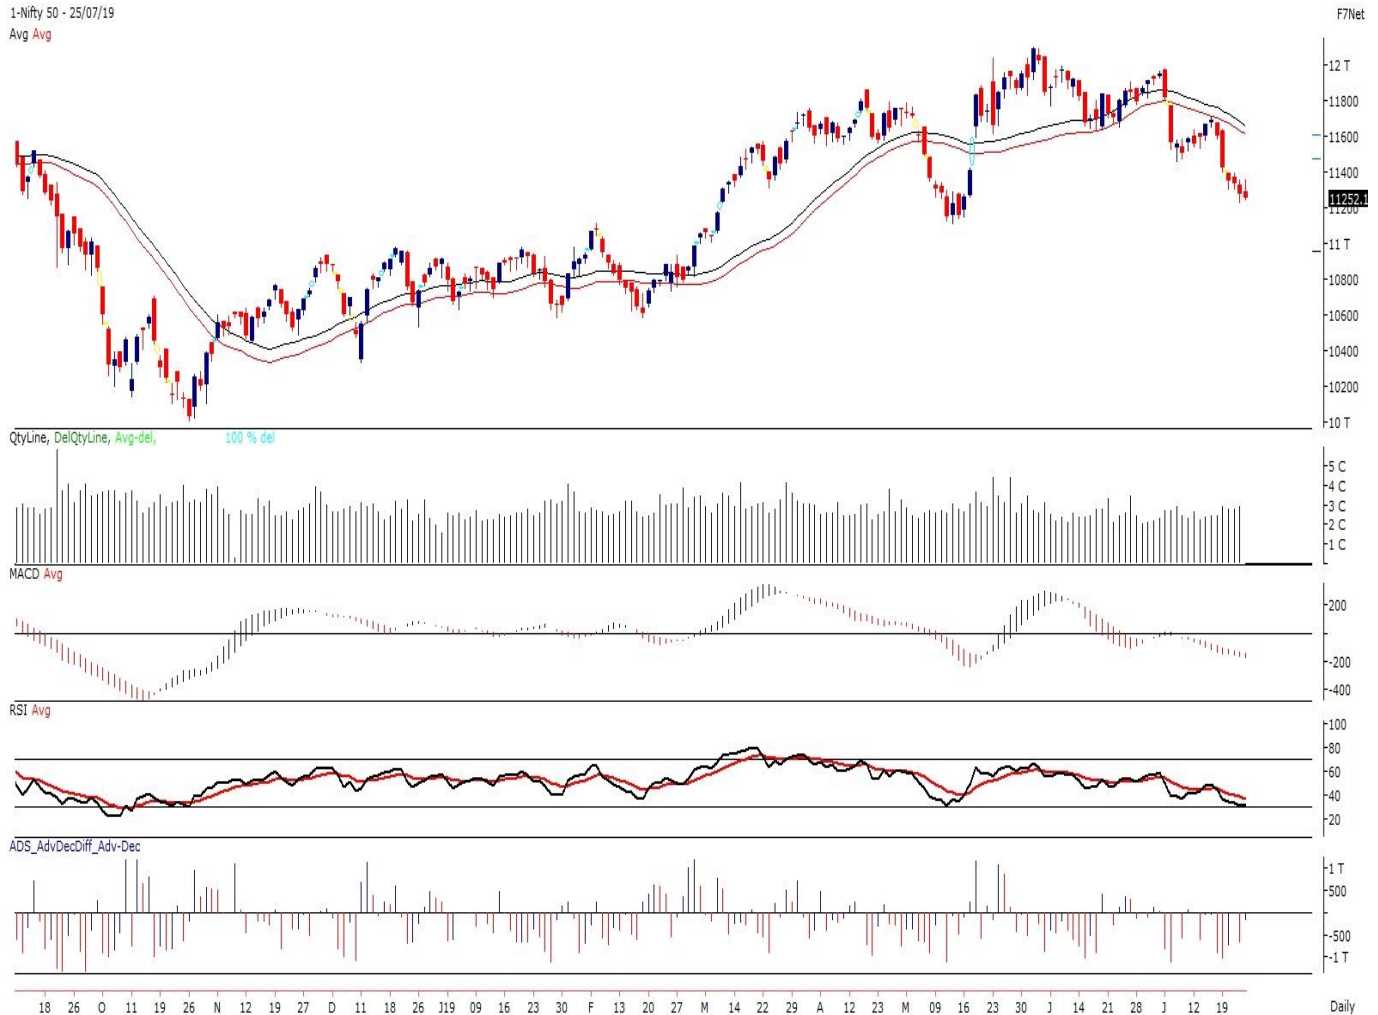 1-Nifty 50 - 25/07/19
F7Net
Avg Avg
12 T
11800
11600
11400
11252.1
11200
11 T
10800
10600
10400
10200
10 T
QtyLine, DelQtyLine, Avg-del, 100 % del
5 C
4 C
3 C
2 C
1 C
MACD Avg
200
-200
-400
RSI Avg
100
80
60
40
20
ADS_AdvDecDiff_Adv-Dec
1 T
500
-500
-1 T
18 26 O 11 19 26 N 12 19 27 D 11 18 26 J19 09 16 23 30 F 13 20 27 M 14 22 29 A 12 23 M 09 16 23 30 J 14 21 28 J 12 19 Daily